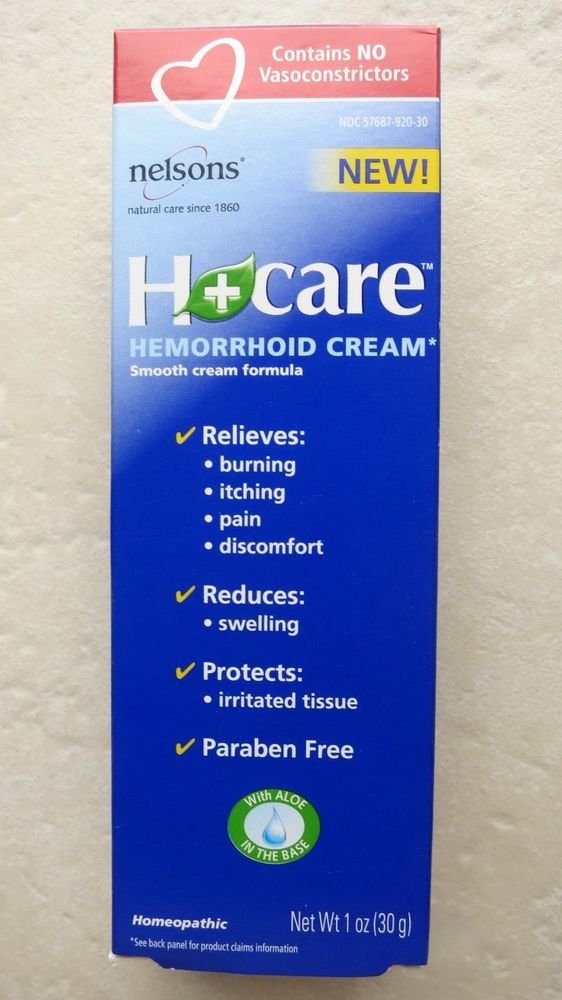 Contains NO
Vasoconstrictors
NDC 57687-920-30
nelsons®
natural care since 1860
NEW!
H+care™
HEMORRHOID CREAM*
Smooth cream formula
✓ Relieves:
• burning
• itching
• pain
• discomfort
✓ Reduces:
• swelling
✓ Protects:
• irritated tissue
✓ Paraben Free
With ALOE
IN THE BASE
Homeopathic
Net Wt 1 oz (30 g)
*See back panel for product claims information